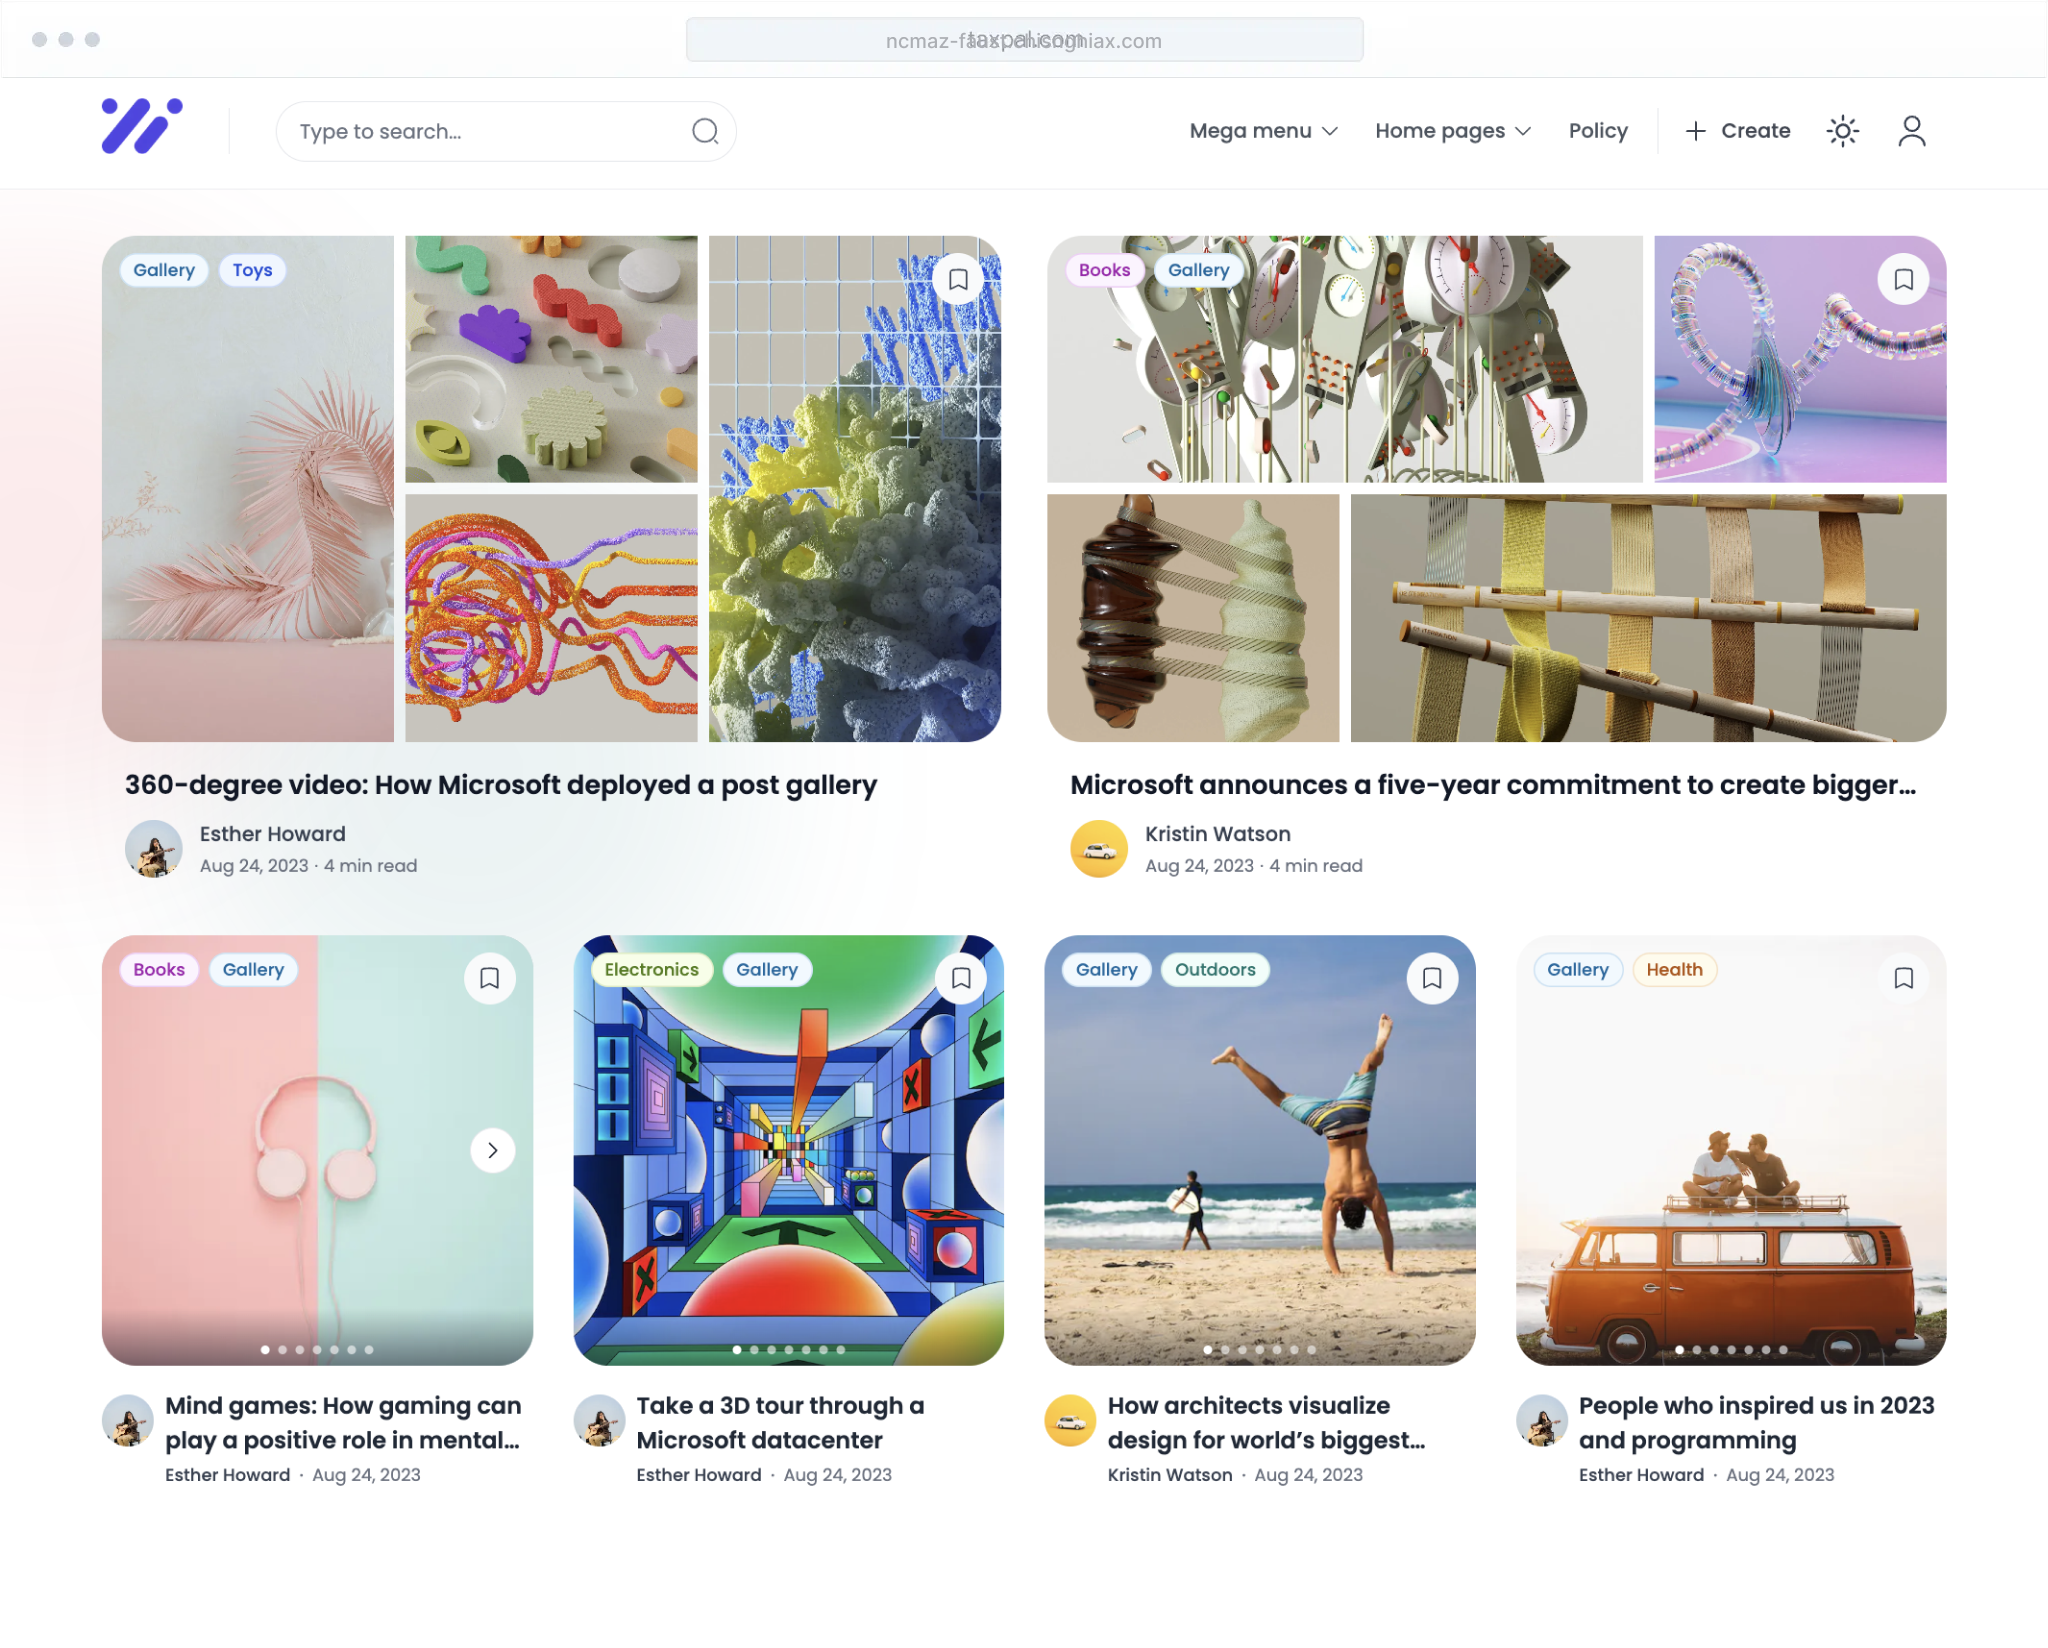 Type to search...
Mega menu
Home pages
Policy
Create
Gallery
Toys
Books
Gallery
360-degree video: How Microsoft deployed a post gallery
Esther Howard
Aug 24, 2023 · 4 min read
Microsoft announces a five-year commitment to create bigger...
Kristin Watson
Aug 24, 2023 · 4 min read
Books
Gallery
Electronics
Gallery
Gallery
Outdoors
Gallery
Health
Mind games: How gaming can
play a positive role in mental...
Esther Howard · Aug 24, 2023
Take a 3D tour through a
Microsoft datacenter
Esther Howard · Aug 24, 2023
How architects visualize
design for world’s biggest...
Kristin Watson · Aug 24, 2023
People who inspired us in 2023
and programming
Esther Howard · Aug 24, 2023